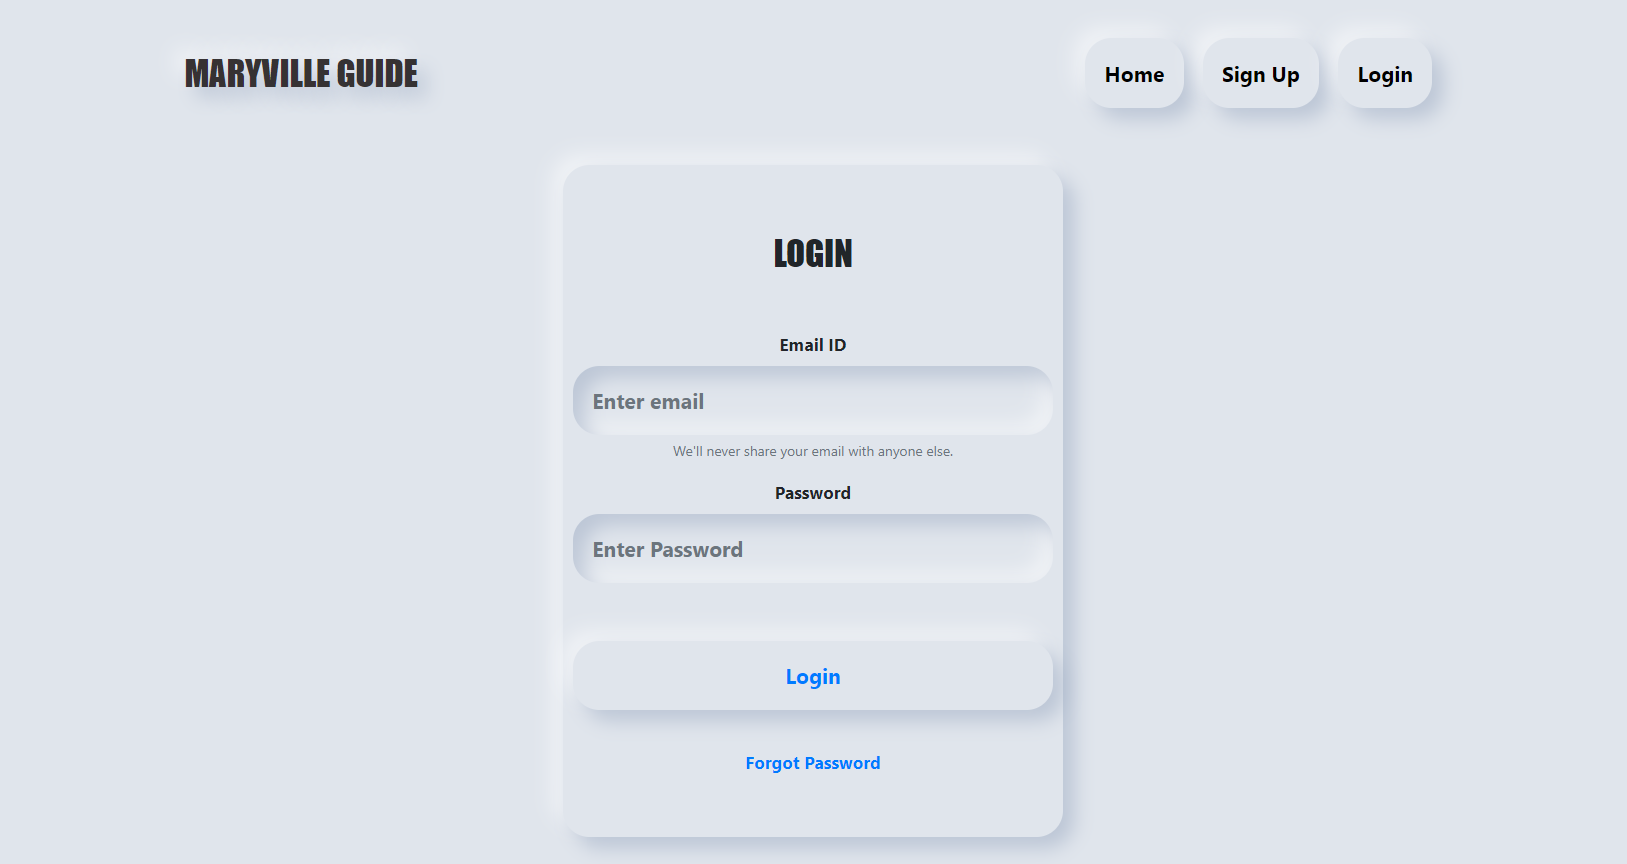 MARYVILLE GUIDE
Home
Sign Up
Login
LOGIN
Email ID
Enter email
We'll never share your email with anyone else.
Password
Enter Password
Login
Forgot Password